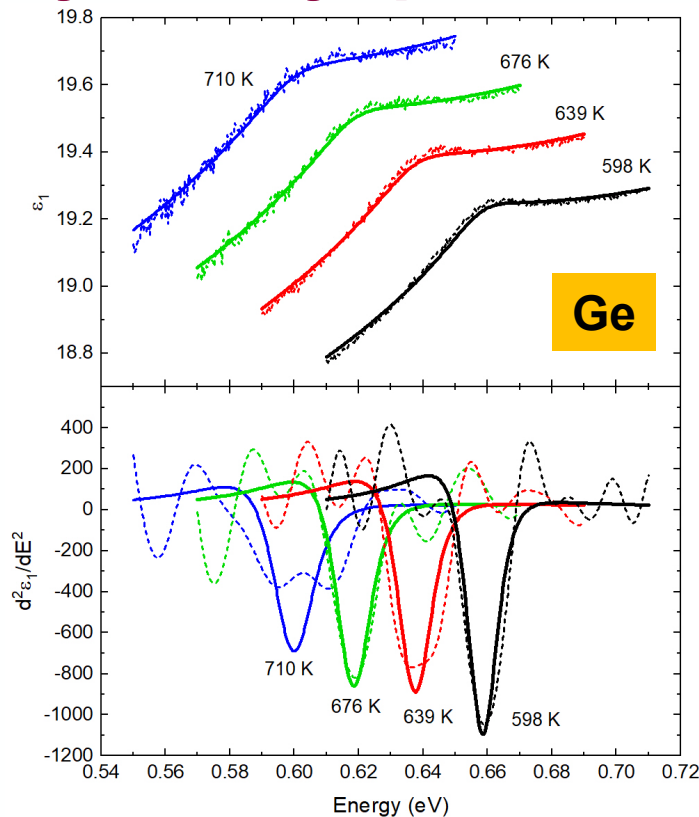 19.8
19.6
19.4
19.2
19.0
18.8
ε₁
710 K
676 K
639 K
598 K
Ge
400
200
0
-200
-400
-600
-800
-1000
-1200
d²ε₁/dE²
710 K
676 K
639 K
598 K
0.54 0.56 0.58 0.60 0.62 0.64 0.66 0.68 0.70 0.72
Energy (eV)